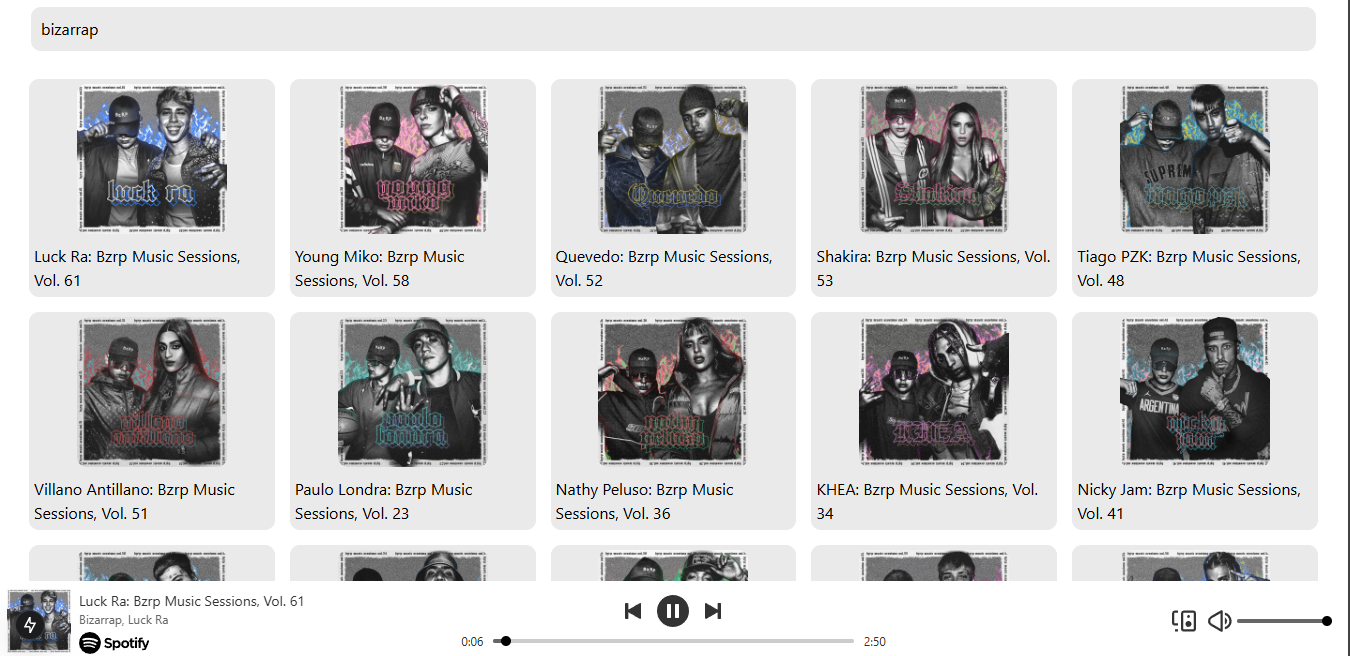 bizarrap
luck ra
young
miko
Quevedo
Shakira
SUPREME
tiago pzk
Luck Ra: Bzrp Music Sessions,
Vol. 61
Young Miko: Bzrp Music
Sessions, Vol. 58
Quevedo: Bzrp Music Sessions,
Vol. 52
Shakira: Bzrp Music Sessions, Vol.
53
Tiago PZK: Bzrp Music Sessions,
Vol. 48
villano
antillano
paulo
londra
nathy
peluso
KHEA
ARGENTINA
nicky
jam
Villano Antillano: Bzrp Music
Sessions, Vol. 51
Paulo Londra: Bzrp Music
Sessions, Vol. 23
Nathy Peluso: Bzrp Music
Sessions, Vol. 36
KHEA: Bzrp Music Sessions, Vol.
34
Nicky Jam: Bzrp Music Sessions,
Vol. 41
Luck Ra: Bzrp Music Sessions, Vol. 61
Bizarrap, Luck Ra
Spotify
0:06
2:50